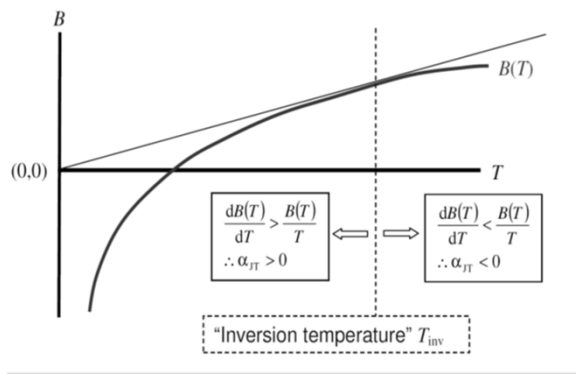 B
B(T)
(0,0)
T
dB(T)/dT > B(T)/T
∴ α_JT > 0
dB(T)/dT < B(T)/T
∴ α_JT < 0
“Inversion temperature” T_inv